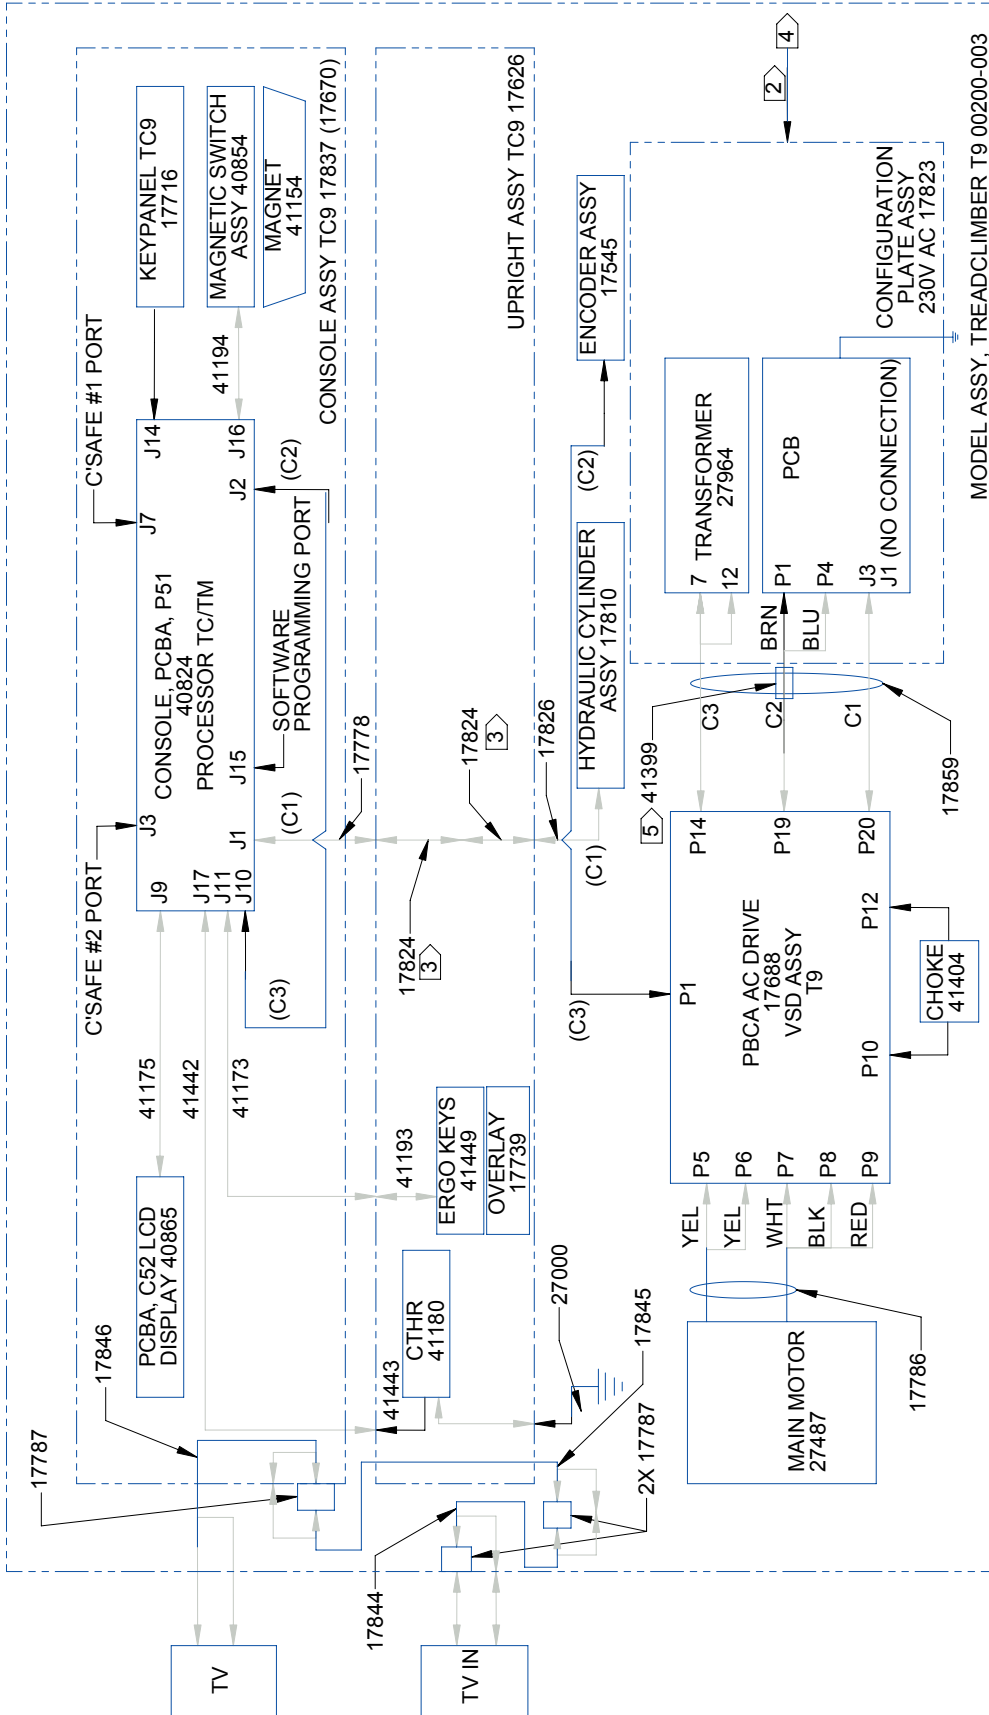 TV
TV IN
17787
17846
17844
2X 17787
17845
27000
PCBA, C52 LCD
DISPLAY 40865
41175
41442
41173
C'SAFE #2 PORT
C'SAFE #1 PORT
J3
J7
J9
J17
J11
J10
J1
J15
J2
J14
J16
CONSOLE, PCBA, P51
40824
PROCESSOR TC/TM
SOFTWARE
PROGRAMMING PORT
(C3)
(C1)
(C2)
17778
KEYPANEL TC9
17716
41194
MAGNETIC SWITCH
ASSY 40854
MAGNET
41154
CONSOLE ASSY TC9 17837 (17670)
41443
CTHR
41180
41193
ERGO KEYS
41449
OVERLAY
17739
17824
3
17824
3
17826
UPRIGHT ASSY TC9 17626
(C3)
(C1)
(C2)
HYDRAULIC CYLINDER
ASSY 17810
ENCODER ASSY
17545
MAIN MOTOR
27487
17786
YEL
YEL
WHT
BLK
RED
P5
P6
P7
P8
P9
P1
PBCA AC DRIVE
17688
VSD ASSY
T9
P10
P12
CHOKE
41404
P14
P19
P20
5
41399
C3
C2
C1
17859
BRN
BLU
7
12
TRANSFORMER
27964
P1
P4
J3
J1 (NO CONNECTION)
PCB
CONFIGURATION
PLATE ASSY
230V AC 17823
2
4
MODEL ASSY, TREADCLIMBER T9 00200-003